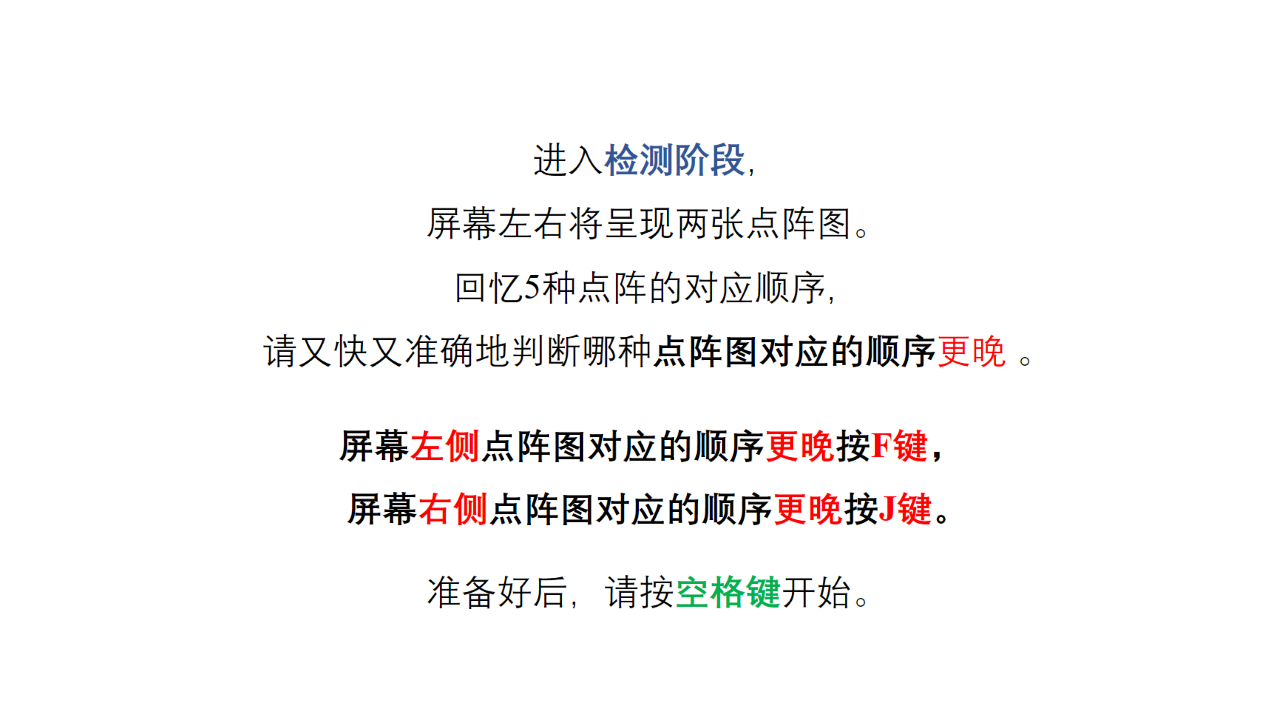 进入检测阶段，
屏幕左右将呈现两张点阵图。
回忆5种点阵的对应顺序，
请又快又准确地判断哪种点阵图对应的顺序更晚 。
屏幕左侧点阵图对应的顺序更晚按F键，
屏幕右侧点阵图对应的顺序更晚按J键。
准备好后，请按空格键开始。